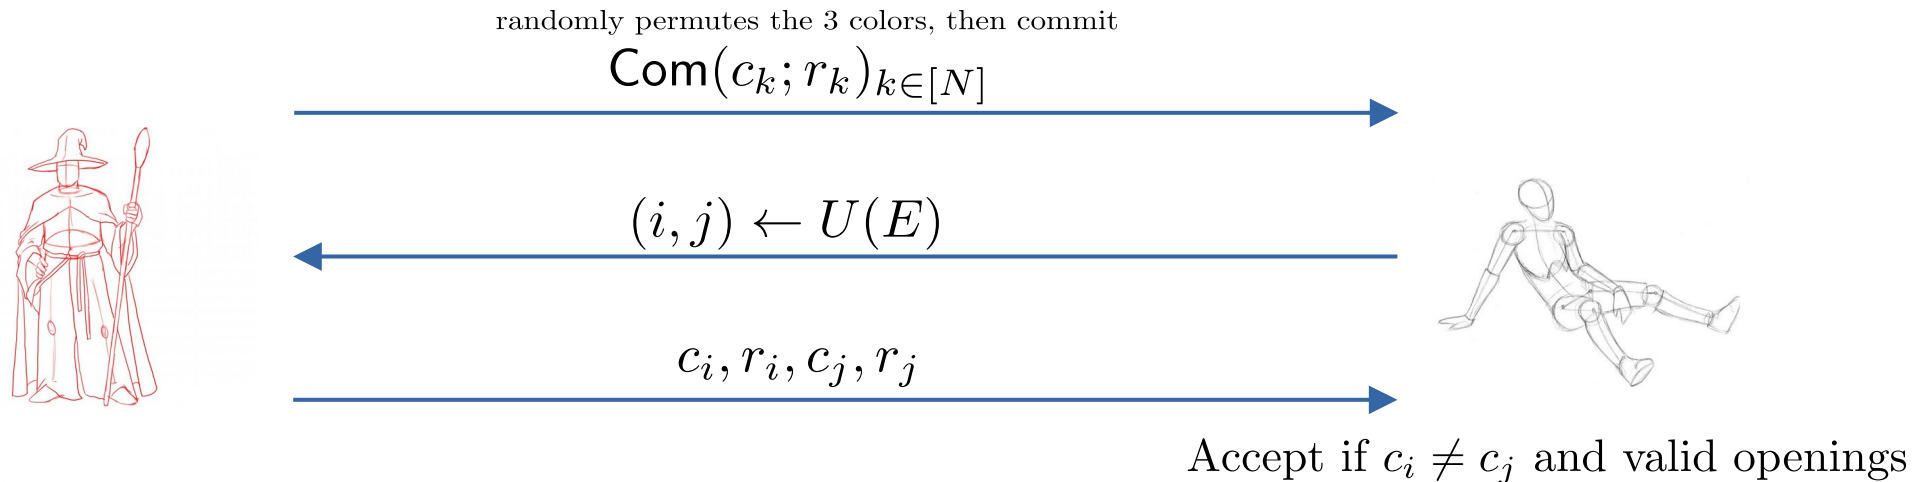 randomly permutes the 3 colors, then commit
Com(c_k; r_k)_{k∈[N]}
(i, j) ← U(E)
c_i, r_i, c_j, r_j
Accept if c_i ≠ c_j and valid openings